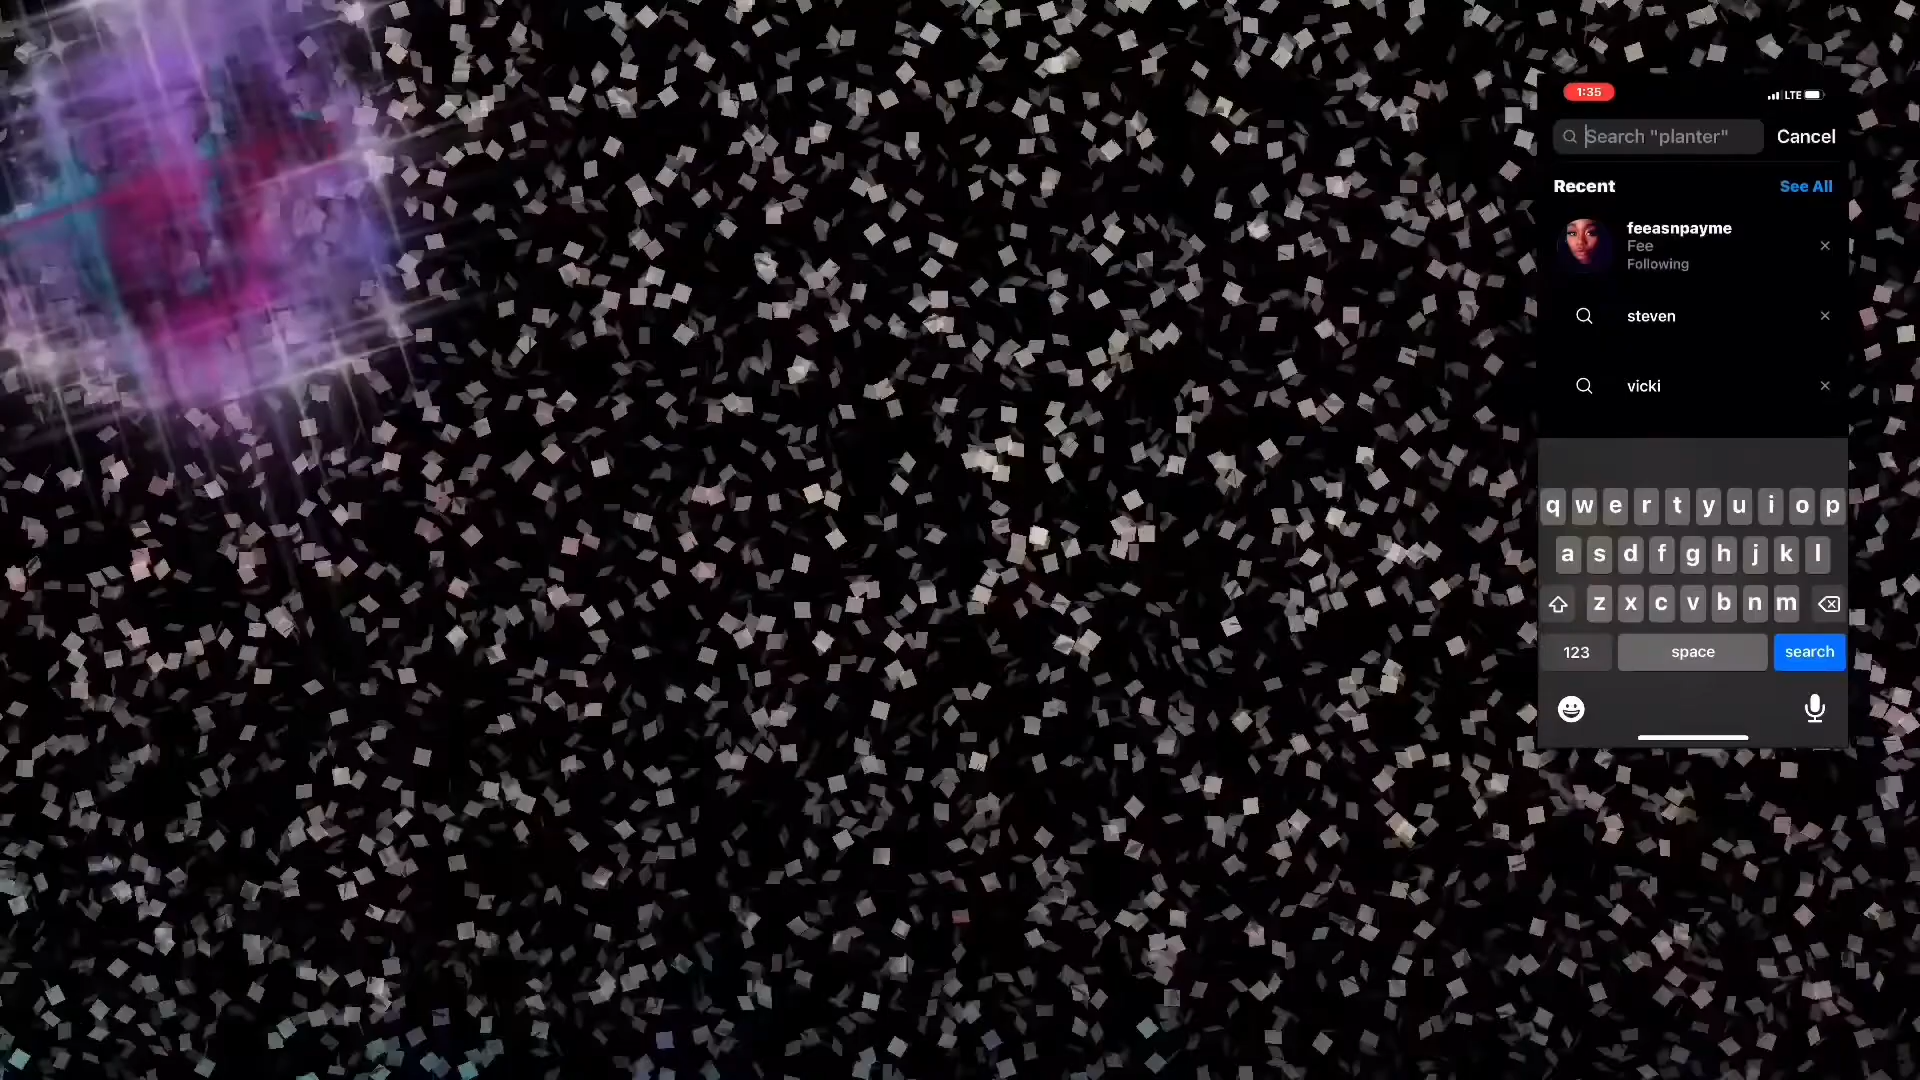 1:35
LTE
Search "planter"
Cancel
Recent
See All
feeasnpayme
Fee
Following
steven
vicki
q w e r t y u i o p
a s d f g h j k l
z x c v b n m
123
space
search